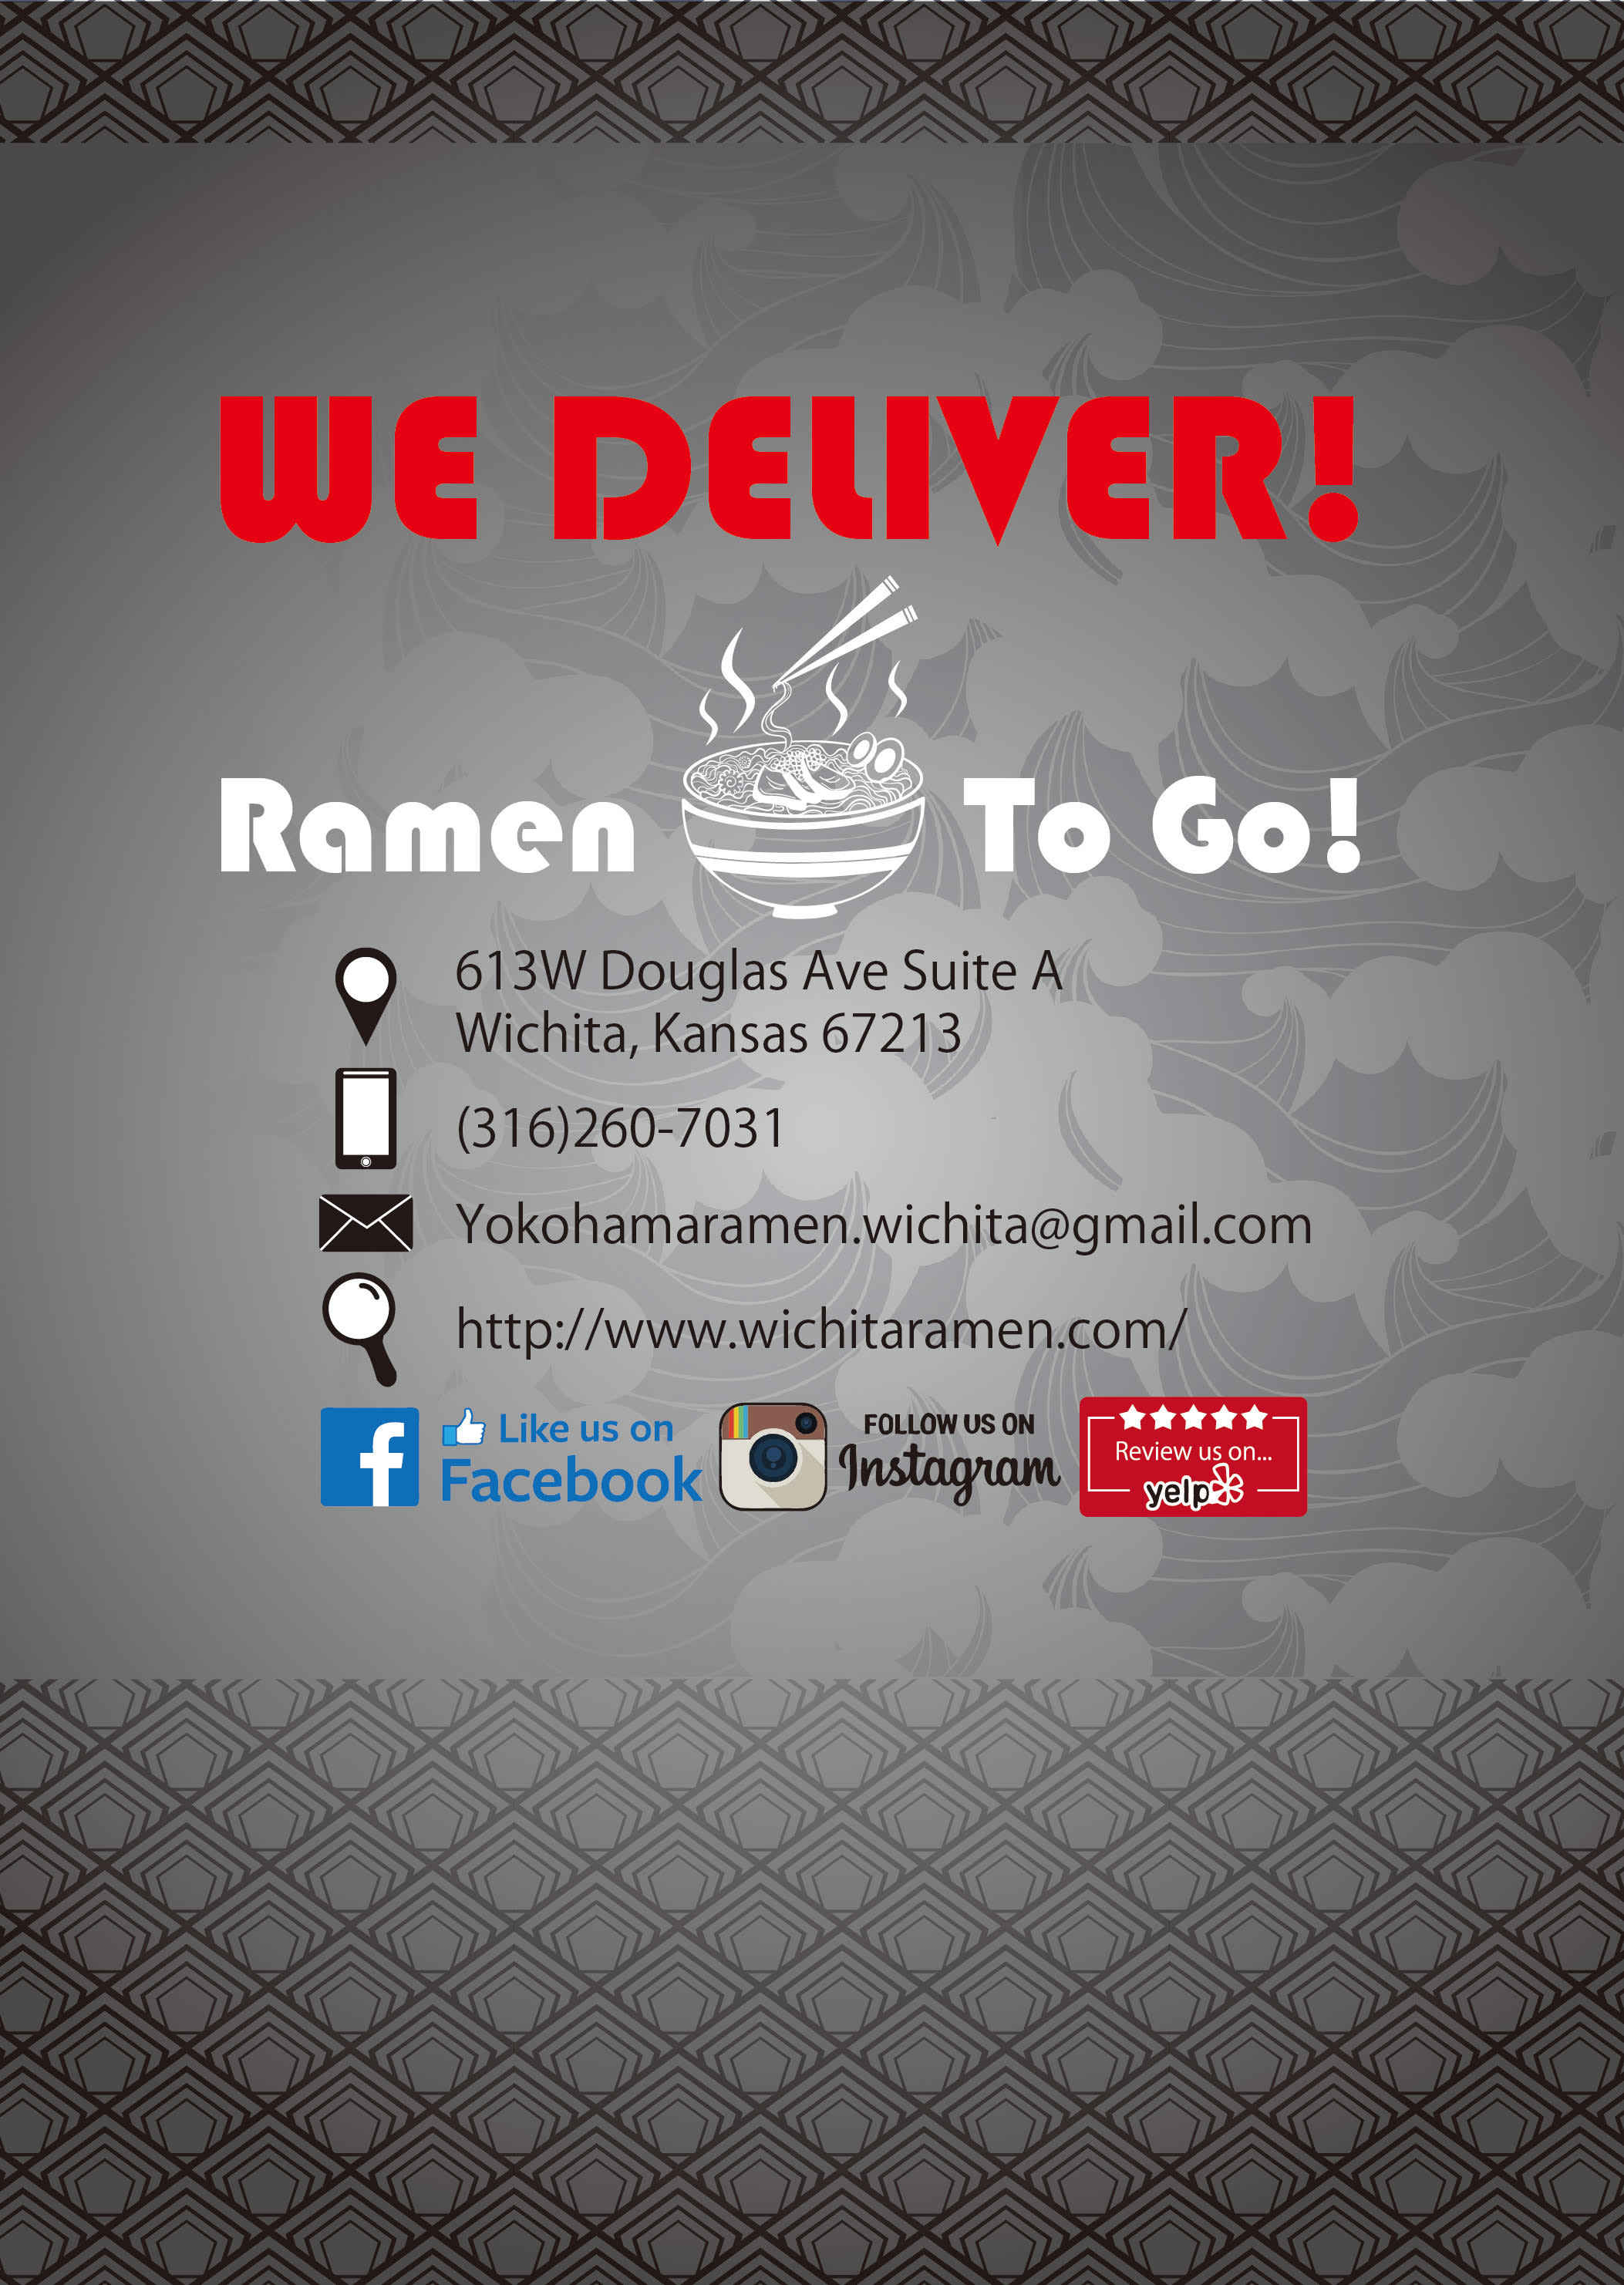 WE DELIVER!
Ramen To Go!
613W Douglas Ave Suite A
Wichita, Kansas 67213
(316)260-7031
Yokohamaramen.wichita@gmail.com
http://www.wichitaramen.com/
f
Like us on
Facebook
FOLLOW US ON
Instagram
Review us on...
yelp